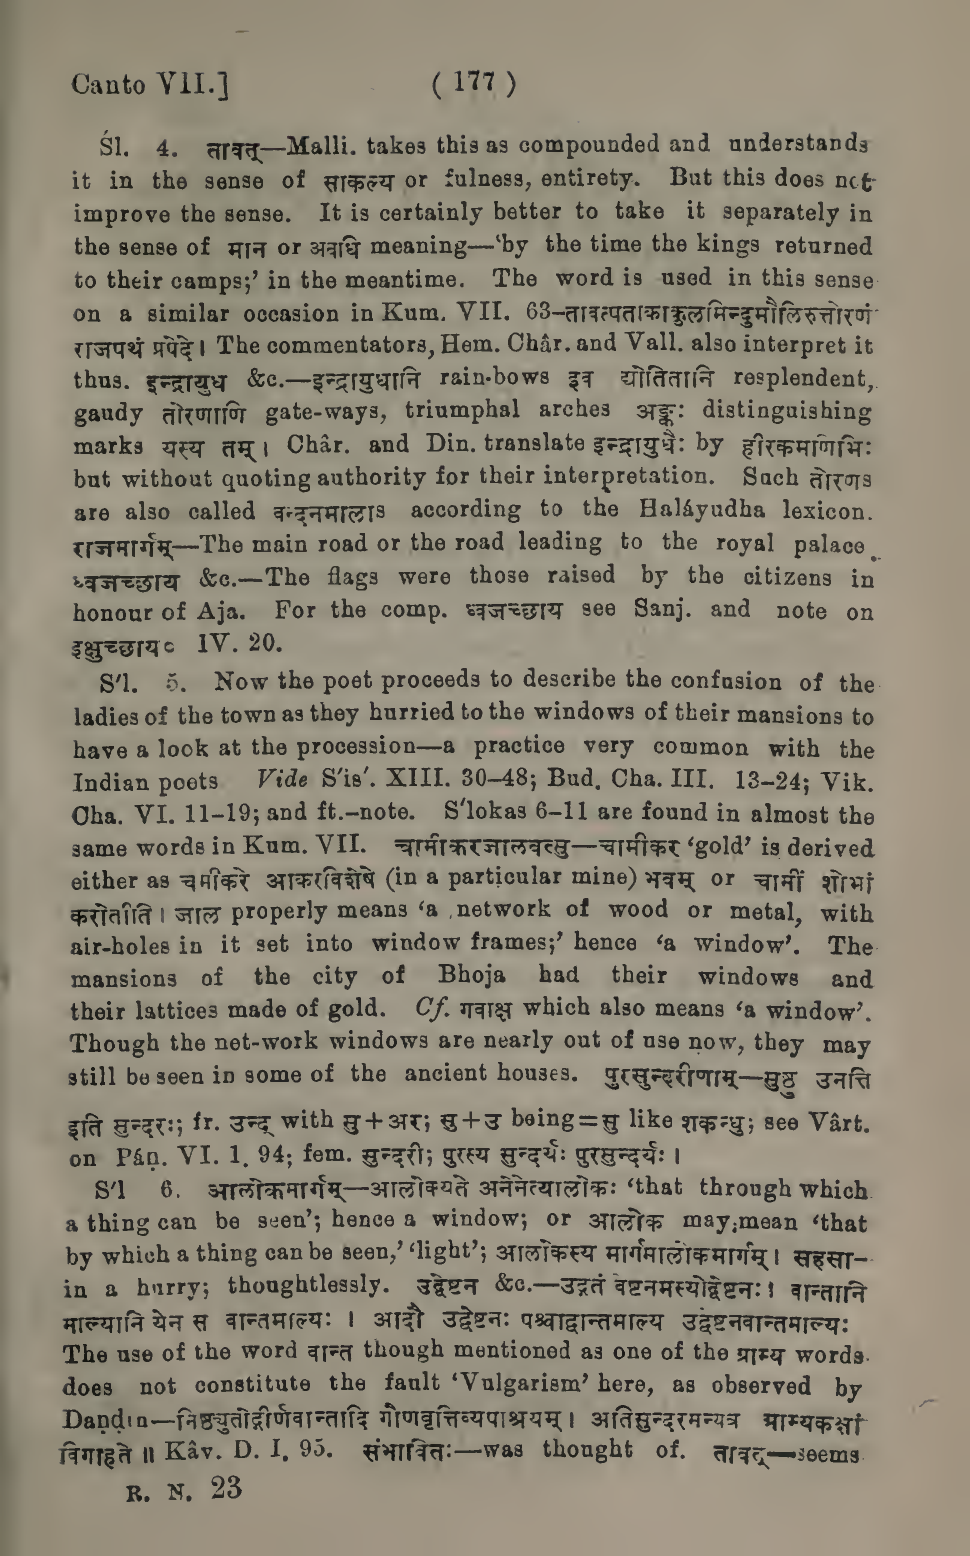 Canto VII.] ( 177 )
Śl. 4. तावत्—Malli. takes this as compounded and understands
it in the sense of साकल्य or fulness, entirety. But this does not
improve the sense. It is certainly better to take it separately in
the sense of मान or अवधि meaning—‘by the time the kings returned
to their camps;’ in the meantime. The word is used in this sense
on a similar occasion in Kum. VII. 63–तावत्पताकाकुलमिन्दुमौलिरुत्तोरणं
राजपथं प्रपेदे। The commentators, Hem. Châr. and Vall. also interpret it
thus. इन्द्रायुध &c.—इन्द्रायुधानि rain-bows इव द्योतितानि resplendent,
gaudy तोरणाणि gate-ways, triumphal arches अङ्कः distinguishing
marks यस्य तम्। Châr. and Din. translate इन्द्रायुधैः by हीरकमणिभिः
but without quoting authority for their interpretation. Such तोरणs
are also called वन्दनमालाs according to the Haláyudha lexicon.
राजमार्गम्—The main road or the road leading to the royal palace.
ध्वजच्छाय &c.—The flags were those raised by the citizens in
honour of Aja. For the comp. ध्वजच्छाय see Sanj. and note on
इक्षुच्छाय० IV. 20.
S'l. 5. Now the poet proceeds to describe the confusion of the
ladies of the town as they hurried to the windows of their mansions to
have a look at the procession—a practice very common with the
Indian poets Vide S'is'. XIII. 30–48; Bud. Cha. III. 13–24; Vik.
Cha. VI. 11–19; and ft.–note. S'lokas 6–11 are found in almost the
same words in Kum. VII. चामीकरजालवत्सु—चामीकर ‘gold’ is derived
either as चमीकरे आकरविशेषे (in a particular mine) भवम् or चामीं शोभां
करोतीति। जाल properly means ‘a network of wood or metal, with
air-holes in it set into window frames;’ hence ‘a window’. The
mansions of the city of Bhoja had their windows and
their lattices made of gold. Cf. गवाक्ष which also means ‘a window’.
Though the net-work windows are nearly out of use now, they may
still be seen in some of the ancient houses. पुरसुन्दरीणाम्—सुष्ठु उनत्ति
इति सुन्दरः; fr. उन्द् with सु+अर; सु+उ being=सु like शकन्धु; see Vârt.
on Páṇ. VI. 1. 94; fem. सुन्दरी; पुरस्य सुन्दर्यः पुरसुन्दर्यः।
S'l 6. आलोकमार्गम्—आलोक्यते अनेनेत्यालोकः ‘that through which
a thing can be seen’; hence a window; or आलोक may mean ‘that
by which a thing can be seen,’ ‘light’; आलोकस्य मार्गमालोकमार्गम्। सहसा–
in a hurry; thoughtlessly. उद्वेष्टन &c.—उद्गतं वेष्टनमस्योद्वेष्टनः। वान्तानि
माल्यानि येन स वान्तमाल्यः । आदौ उद्वेष्टनः पश्चाद्वान्तमाल्य उद्वेष्टनवान्तमाल्यः
The use of the word वान्त though mentioned as one of the ग्राम्य words
does not constitute the fault ‘Vulgarism’ here, as observed by
Daṇḍin—निष्ठ्युतोद्गीर्णवान्तादि गौणवृत्तिव्यपाश्रयम्। अतिसुन्दरमन्यत्र ग्राम्यकक्षां
विगाहते ॥ Kâv. D. I. 95. संभावितः—was thought of. तावत्—seems
R. N. 23